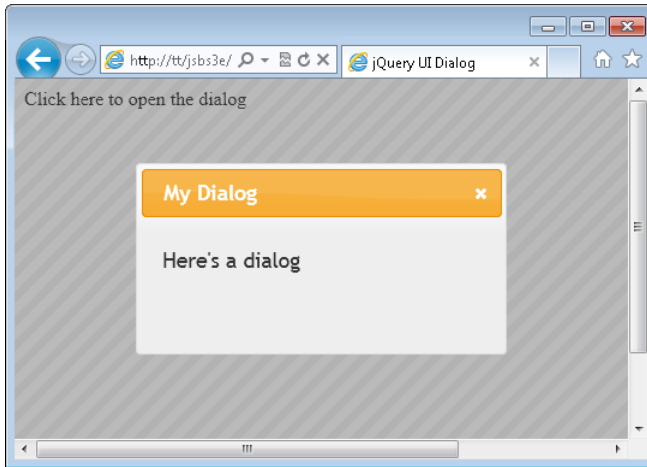 http://tt/jsbs3e/
jQuery UI Dialog
Click here to open the dialog
My Dialog
Here's a dialog